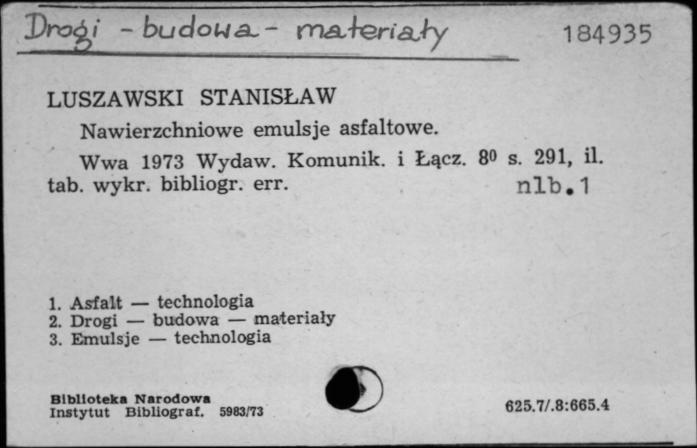 Drogi - budowa - materiały 184935
LUSZAWSKI STANISŁAW
Nawierzchniowe emulsje asfaltowe.
Wwa 1973 Wydaw. Komunik. i Łącz. 8⁰ s. 291, il.
tab. wykr. bibliogr. err. nlb.1
1. Asfalt — technologia
2. Drogi — budowa — materiały
3. Emulsje — technologia
Biblioteka Narodowa
Instytut Bibliograf. 5983/73 625.7/.8:665.4